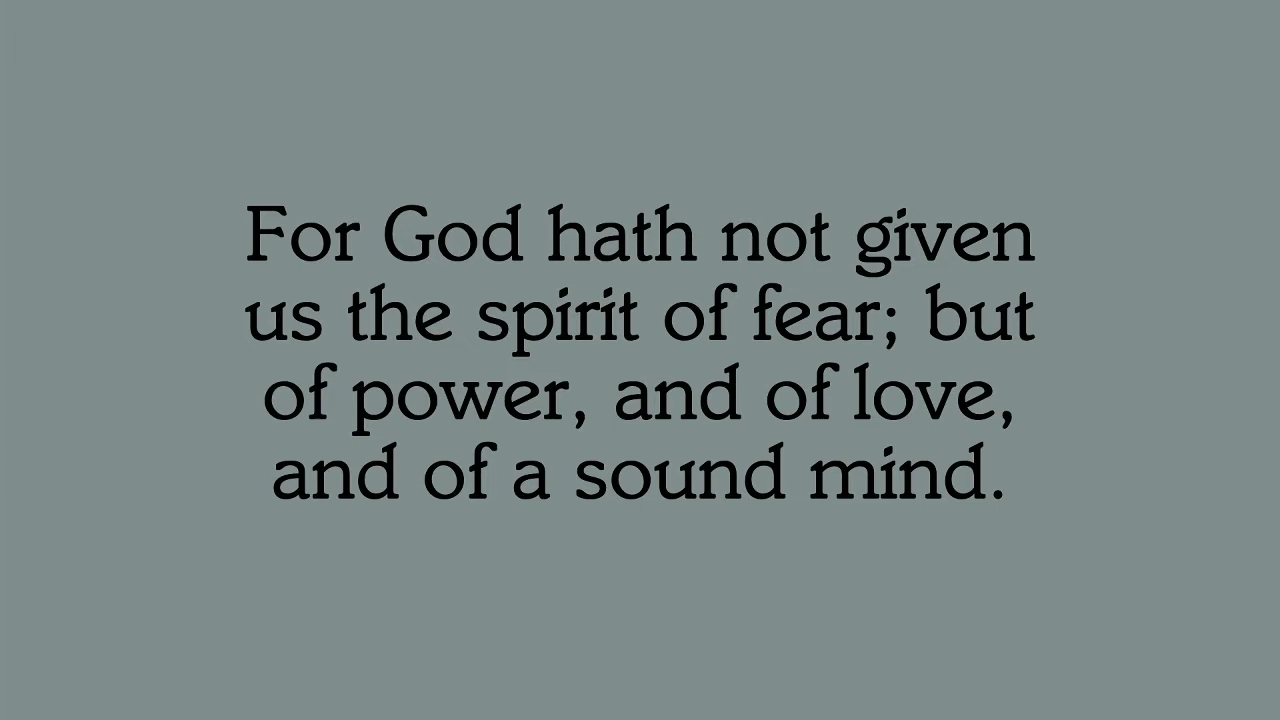 For God hath not given
us the spirit of fear; but
of power, and of love,
and of a sound mind.